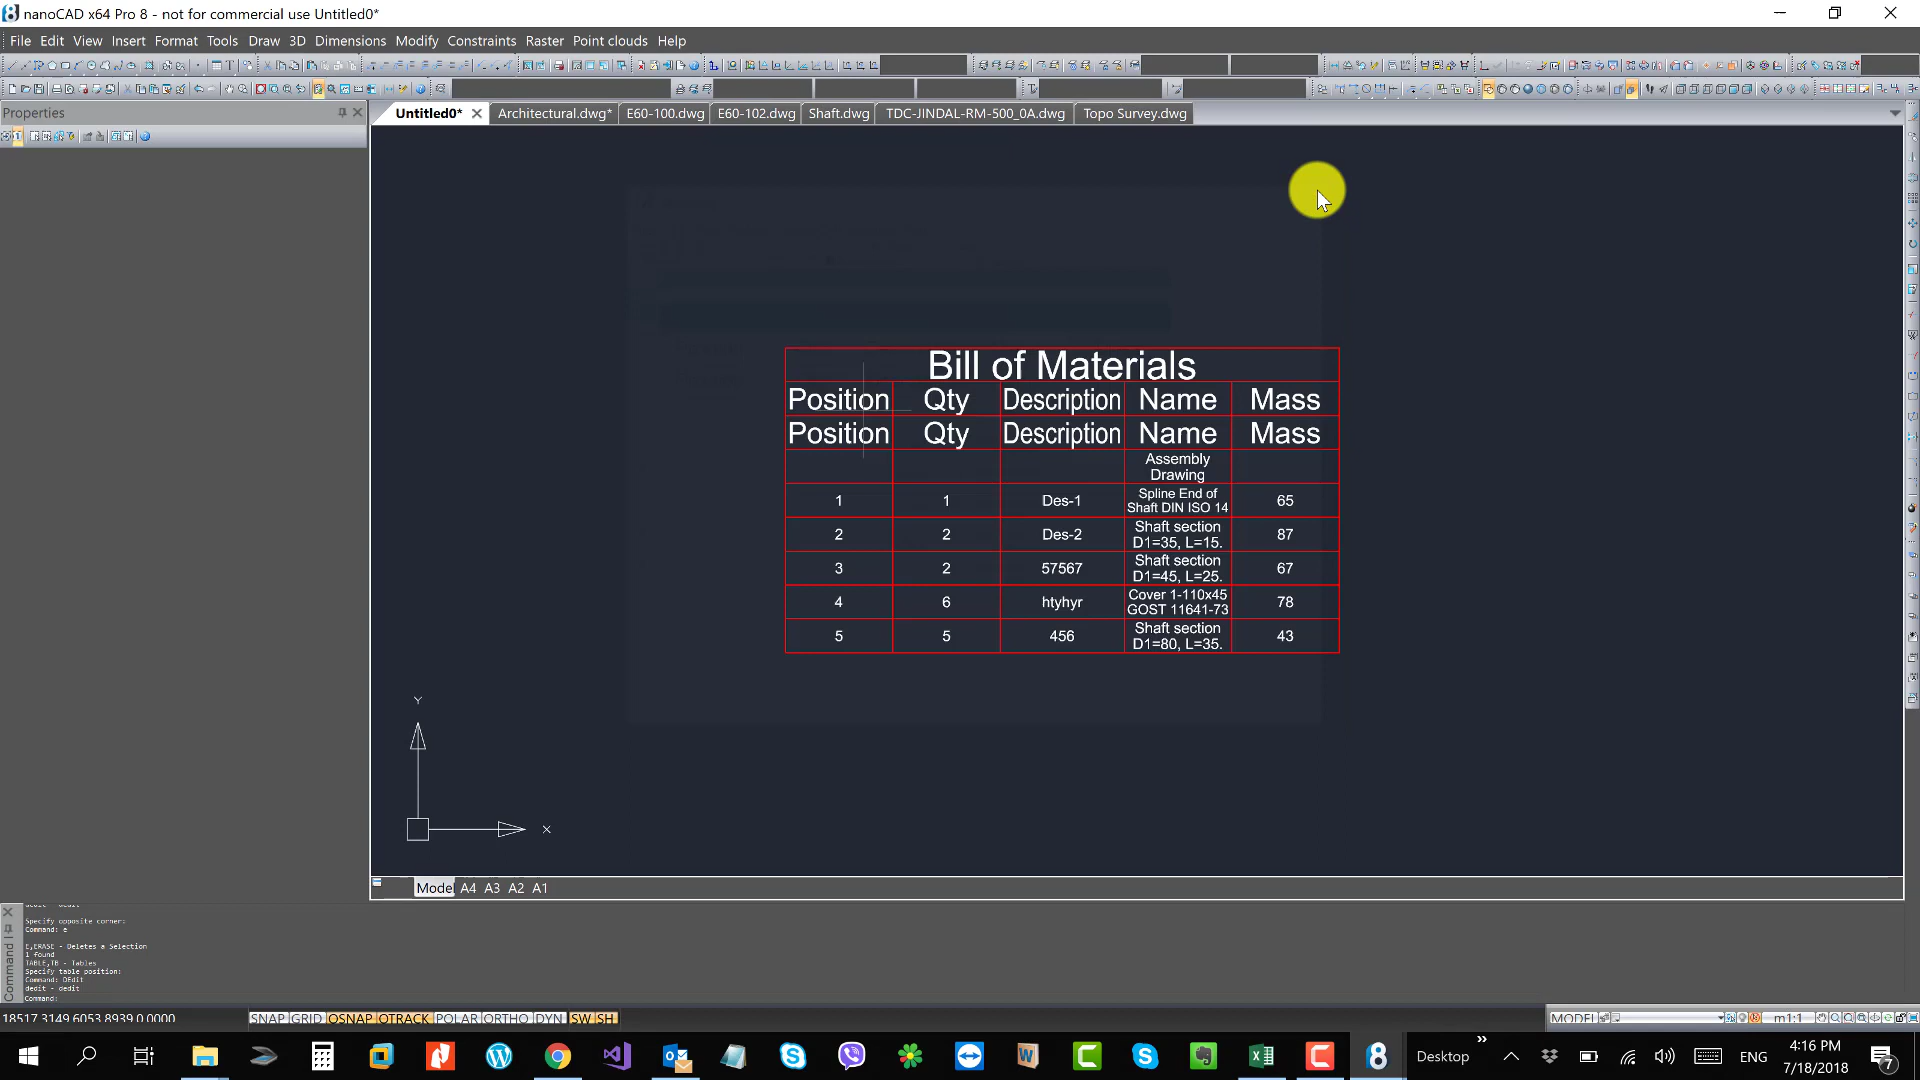 nanoCAD x64 Pro 8 - not for commercial use Untitled0*
File Edit View Insert Format Tools Draw 3D Dimensions Modify Constraints Raster Point clouds Help
Properties
Untitled0* Architectural.dwg* E60-100.dwg E60-102.dwg Shaft.dwg TDC-JINDAL-RM-500_0A.dwg Topo Survey.dwg
Bill of Materials
Position Qty Description Name Mass
Position Qty Description Name Mass
Assembly
Drawing
1 1 Des-1 Spline End of Shaft DIN ISO 14 65
2 2 Des-2 Shaft section D1=35, L=15. 87
3 2 57567 Shaft section D1=45, L=25. 67
4 6 htyhyr Cover 1-110x45 GOST 11641-73 78
5 5 456 Shaft section D1=80, L=35. 43
Y
X
Model A4 A3 A2 A1
Command
Specify opposite corner:
Command: e
E,ERASE - Deletes a Selection
1 found
TABLE,TB - Tables
Specify table position:
Command: DEdit
dedit - dedit
Command:
18517.3149,6053.8939,0.0000
SNAP GRID OSNAP OTRACK POLAR ORTHO DYN SW SH
MODEL
m1:1
Desktop
ENG
4:16 PM
7/18/2018
7